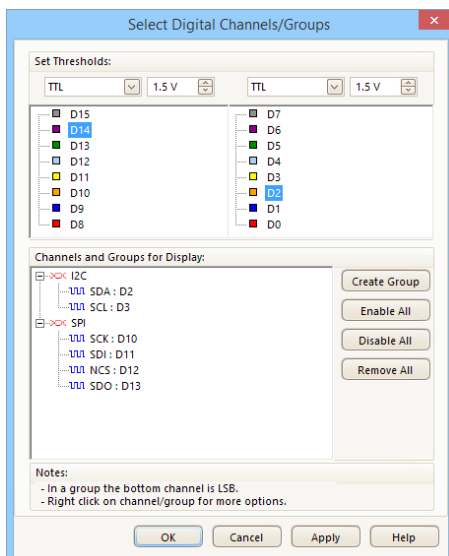 Select Digital Channels/Groups
Set Thresholds:
TTL 1.5 V TTL 1.5 V
D15
D14
D13
D12
D11
D10
D9
D8
D7
D6
D5
D4
D3
D2
D1
D0
Channels and Groups for Display:
I2C
SDA : D2
SCL : D3
SPI
SCK : D10
SDI : D11
NCS : D12
SDO : D13
Create Group
Enable All
Disable All
Remove All
Notes:
- In a group the bottom channel is LSB.
- Right click on channel/group for more options.
OK Cancel Apply Help